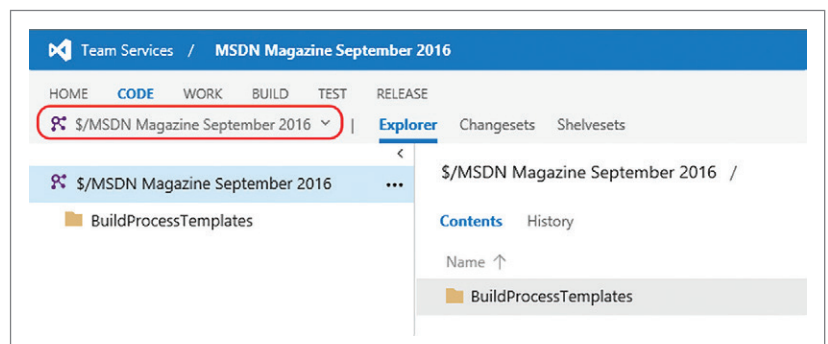 Team Services / MSDN Magazine September 2016
HOME CODE WORK BUILD TEST RELEASE
$/MSDN Magazine September 2016 | Explorer Changesets Shelvesets
<
$/MSDN Magazine September 2016 ...
BuildProcessTemplates
$/MSDN Magazine September 2016 /
Contents History
Name ↑
BuildProcessTemplates